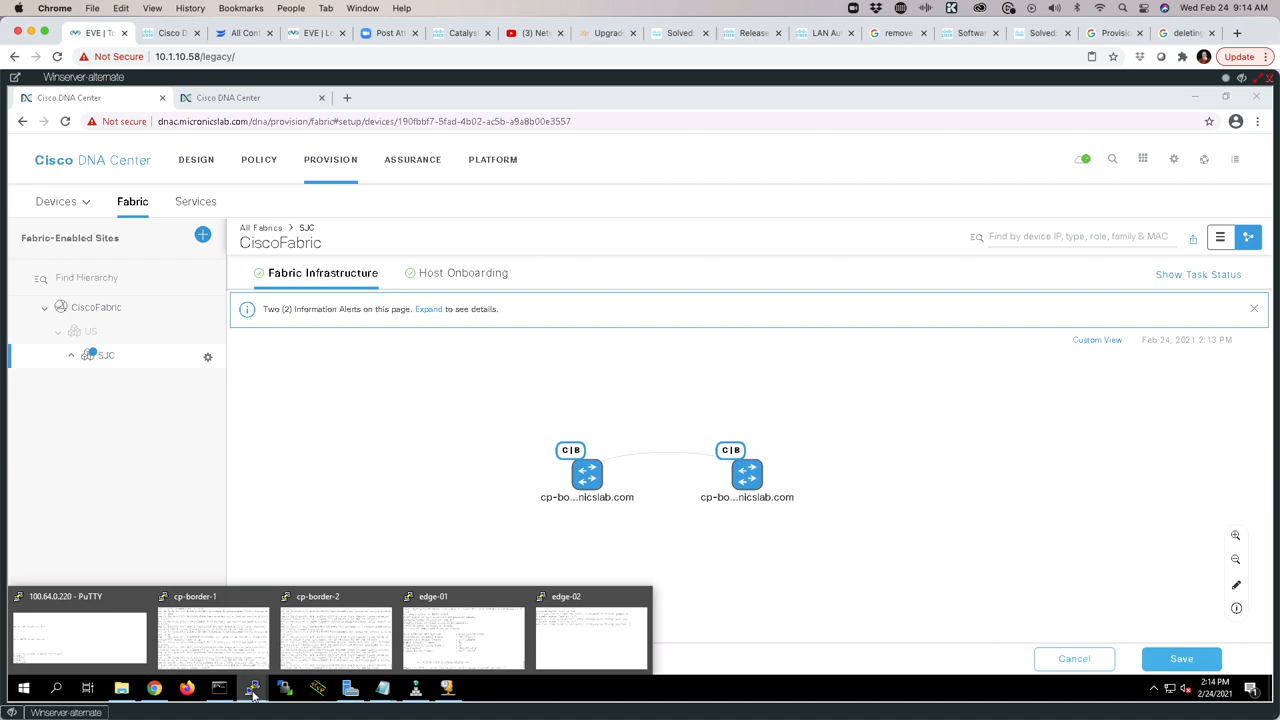 Chrome File Edit View History Bookmarks People Tab Window Help Wed Feb 24 9:14 AM
EVE | To Cisco D All Cont EVE | Lo Post Att Catalys (3) Net Upgrade Solved: Release LAN Au remove Softwar Solved: Provisi deleting
Not Secure 10.1.10.58/legacy/ Update
Winserver-alternate
Cisco DNA Center Cisco DNA Center
Not secure dnac.micronicslab.com/dna/provision/fabric#setup/devices/190fbbf7-5fad-4b02-ac5b-a9a8b00e3557
Cisco DNA Center DESIGN POLICY PROVISION ASSURANCE PLATFORM
Devices Fabric Services
Fabric-Enabled Sites
All Fabrics > SJC
CiscoFabric
Find by device IP, type, role, family & MAC
Find Hierarchy
Fabric Infrastructure Host Onboarding Show Task Status
CiscoFabric
US
SJC
Two (2) Information Alerts on this page. Expand to see details.
Custom View Feb 24, 2021 2:13 PM
C|B C|B
cp-bo...nicslab.com cp-bo...nicslab.com
100.64.0.220 - PuTTY cp-border-1 cp-border-2 edge-01 edge-02
Cancel Save
2:14 PM
2/24/2021
1
Winserver-alternate